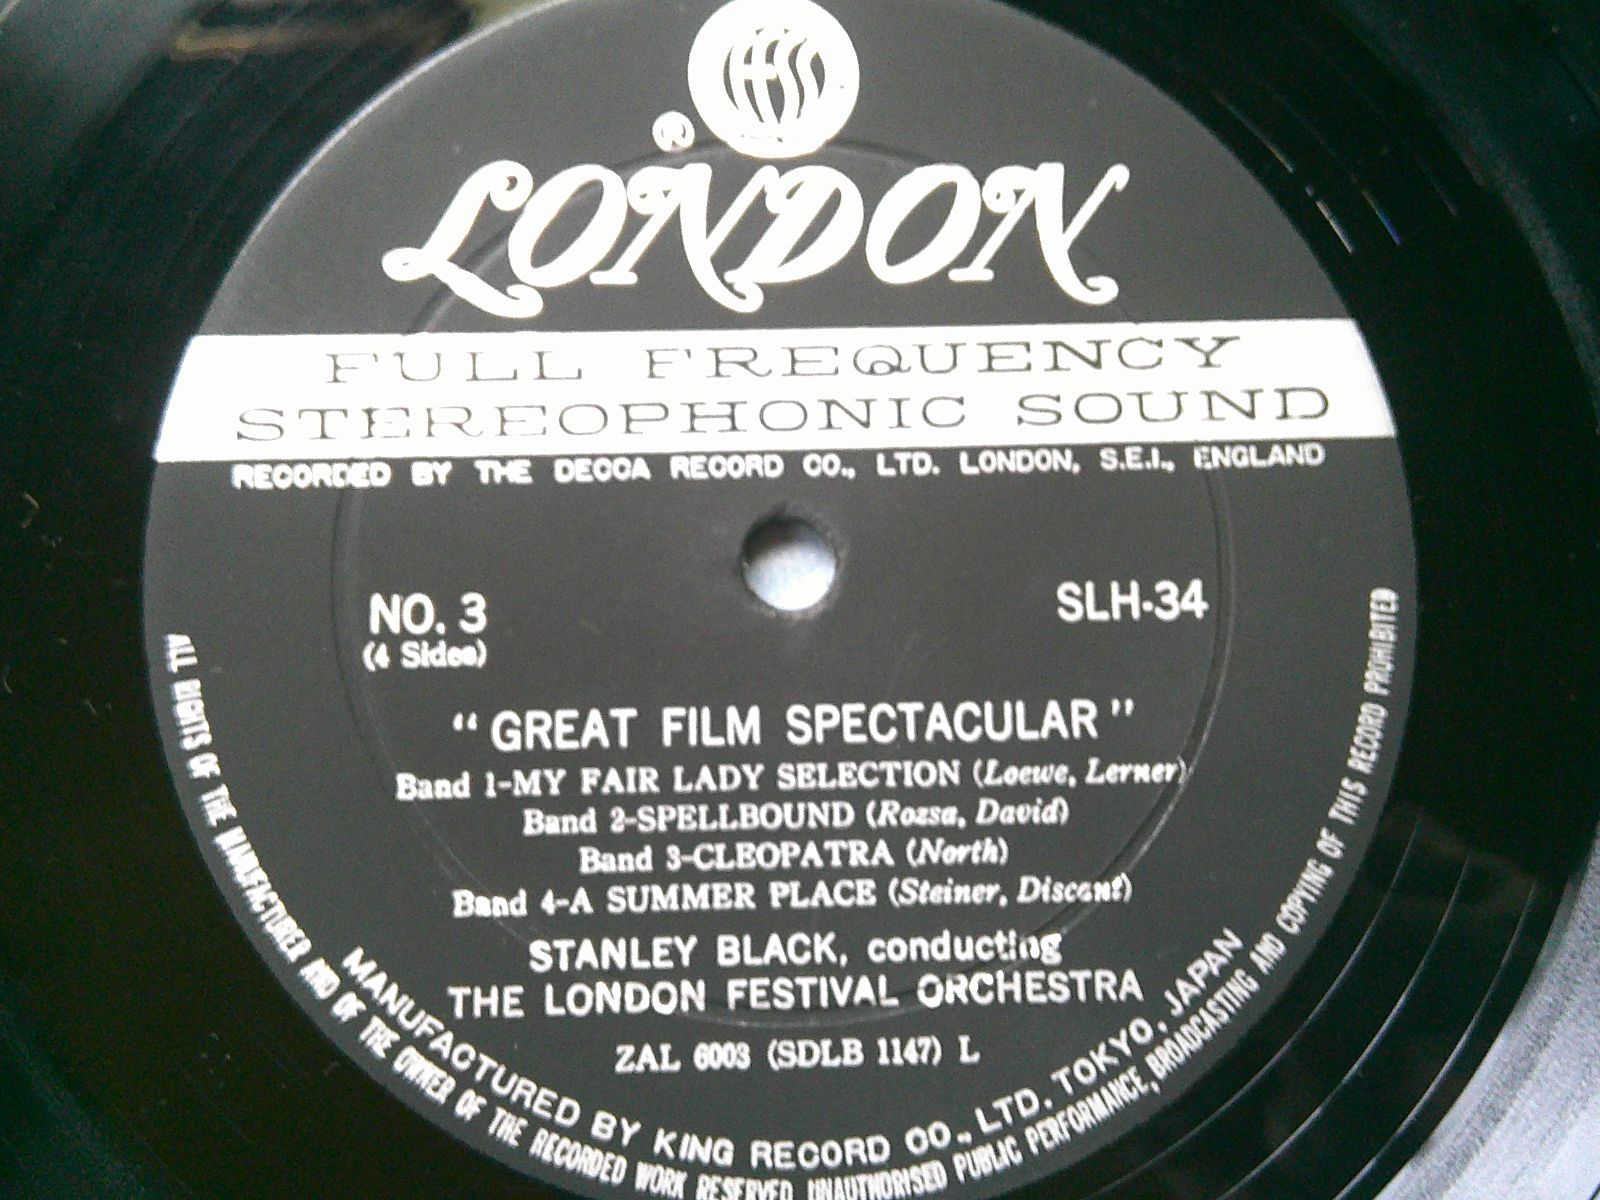 ffss
®
LONDON
FULL FREQUENCY
STEREOPHONIC SOUND
RECORDED BY THE DECCA RECORD CO., LTD. LONDON, S.E.I., ENGLAND
NO. 3
(4 Sides)
SLH-34
"GREAT FILM SPECTACULAR"
Band 1-MY FAIR LADY SELECTION (Loewe, Lerner)
Band 2-SPELLBOUND (Rozsa, David)
Band 3-CLEOPATRA (North)
Band 4-A SUMMER PLACE (Steiner, Discant)
STANLEY BLACK, conducting
THE LONDON FESTIVAL ORCHESTRA
ZAL 6003 (SDLB 1147) L
MANUFACTURED BY KING RECORD CO., LTD. TOKYO, JAPAN
ALL RIGHTS OF THE MANUFACTURER AND OF THE OWNER OF THE RECORDED WORK RESERVED UNAUTHORISED PUBLIC PERFORMANCE, BROADCASTING AND COPYING OF THIS RECORD PROHIBITED